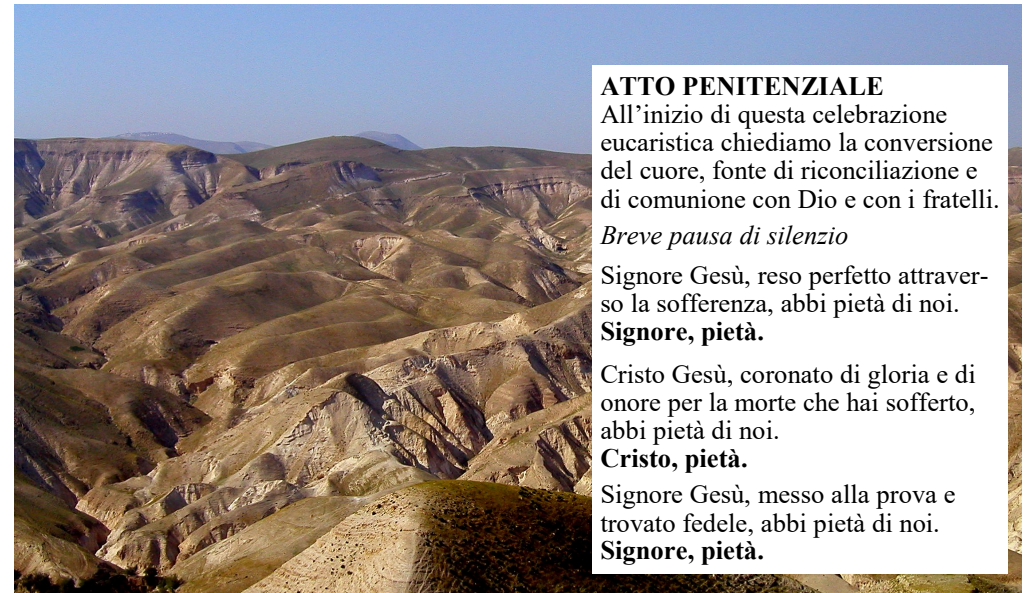 ATTO PENITENZIALE
All’inizio di questa celebrazione
eucaristica chiediamo la conversione
del cuore, fonte di riconciliazione e
di comunione con Dio e con i fratelli.
Breve pausa di silenzio
Signore Gesù, reso perfetto attraver-
so la sofferenza, abbi pietà di noi.
Signore, pietà.
Cristo Gesù, coronato di gloria e di
onore per la morte che hai sofferto,
abbi pietà di noi.
Cristo, pietà.
Signore Gesù, messo alla prova e
trovato fedele, abbi pietà di noi.
Signore, pietà.